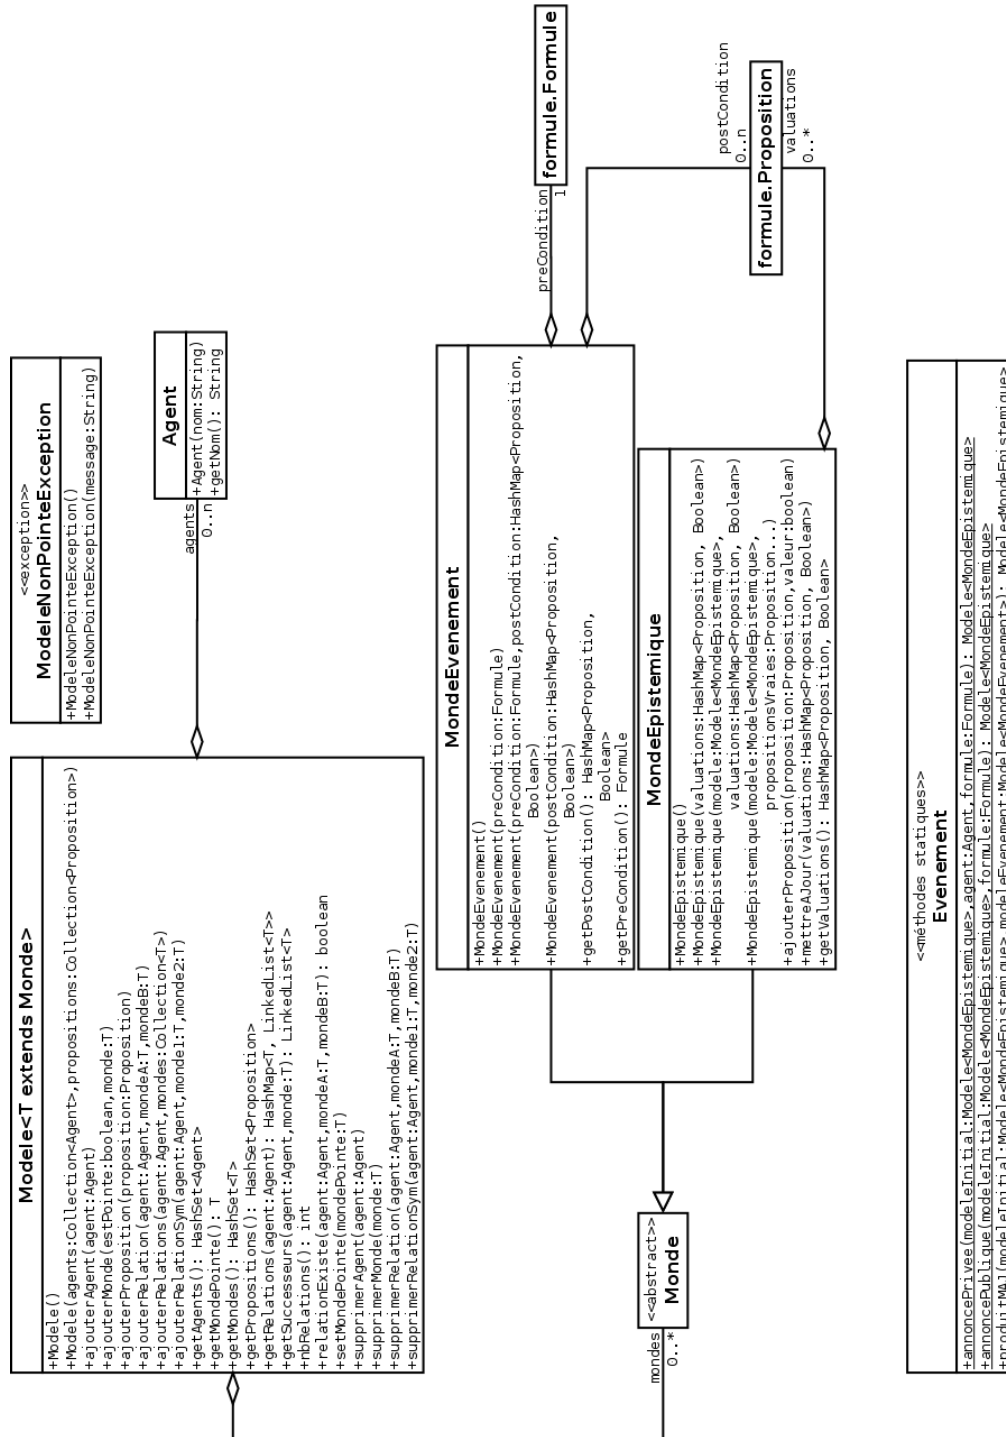 Modele<T extends Monde>
+Modele()
+Modele(agents:Collection<Agent>,propositions:Collection<Proposition>)
+ajouterAgent(agent:Agent)
+ajouterMonde(estPointe:boolean,monde:T)
+ajouterProposition(proposition:Proposition)
+ajouterRelation(agent:Agent,mondeA:T,mondeB:T)
+ajouterRelations(agent:Agent,mondes:Collection<T>)
+ajouterRelationSym(agent:Agent,monde1:T,monde2:T)
+getAgents(): HashSet<Agent>
+getMondePointe(): T
+getMondes(): HashSet<T>
+getPropositions(): HashSet<Proposition>
+getRelations(agent:Agent): HashMap<T, LinkedList<T>>
+getSuccesseurs(agent:Agent,monde:T): LinkedList<T>
+nbRelations(): int
+relationExiste(agent:Agent,mondeA:T,mondeB:T): boolean
+setMondePointe(mondePointe:T)
+supprimerAgent(agent:Agent)
+supprimerMonde(monde:T)
+supprimerRelation(agent:Agent,mondeA:T,mondeB:T)
+supprimerRelationSym(agent:Agent,monde1:T,monde2:T)
<<exception>>
ModeleNonPointeException
+ModeleNonPointeException()
+ModeleNonPointeException(message:String)
agents
0..n
Agent
+Agent(nom:String)
+getNom(): String
mondes
0..*
<<abstract>>
Monde
MondeEvenement
+MondeEvenement()
+MondeEvenement(preCondition:Formule)
+MondeEvenement(preCondition:Formule,postCondition:HashMap<Proposition,
Boolean>)
+MondeEvenement(postCondition:HashMap<Proposition,
Boolean>)
+getPostCondition(): HashMap<Proposition,
Boolean>
+getPreCondition(): Formule
preCondition
1
formule.Formule
MondeEpistemique
+MondeEpistemique()
+MondeEpistemique(valuations:HashMap<Proposition, Boolean>)
+MondeEpistemique(modele:Modele<MondeEpistemique>,
valuations:HashMap<Proposition, Boolean>)
+MondeEpistemique(modele:Modele<MondeEpistemique>,
propositionsVraies:Proposition...)
+ajouterProposition(proposition:Proposition,valeur:boolean)
+mettreAJour(valuations:HashMap<Proposition, Boolean>)
+getValuations(): HashMap<Proposition, Boolean>
postCondition
0..n
formule.Proposition
valuations
0..*
<<méthodes statiques>>
Evenement
+annoncePrivee(modeleInitial:Modele<MondeEpistemique>,agent:Agent,formule:Formule): Modele<MondeEpistemique>
+annoncePublique(modeleInitial:Modele<MondeEpistemique>,formule:Formule): Modele<MondeEpistemique>
+produitMAJ(modeleInitial:Modele<MondeEpistemique>,modeleEvenement:Modele<MondeEvenement>): Modele<MondeEpistemique>